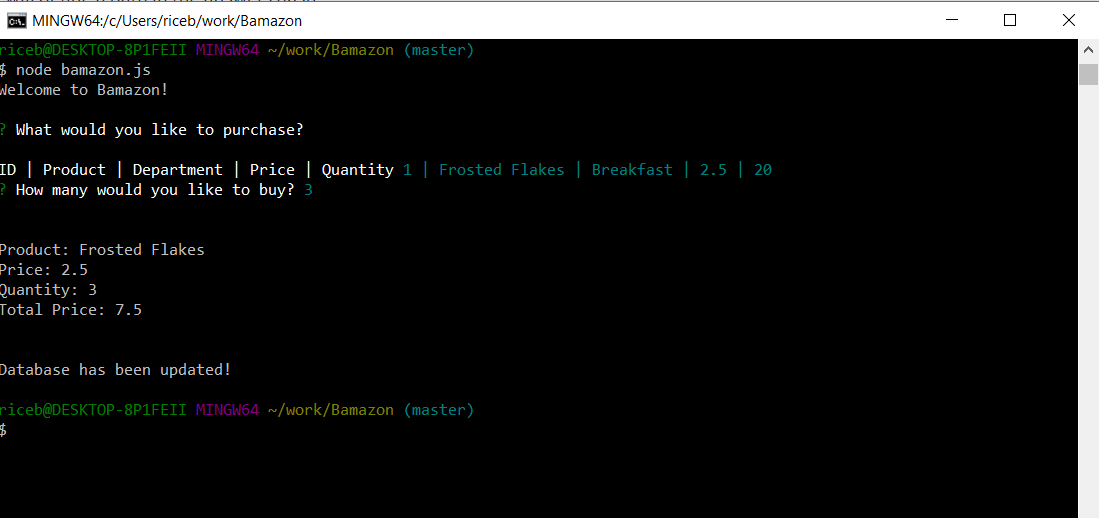 MINGW64:/c/Users/riceb/work/Bamazon
riceb@DESKTOP-8P1FEII MINGW64 ~/work/Bamazon (master)
$ node bamazon.js
Welcome to Bamazon!
? What would you like to purchase?
ID | Product | Department | Price | Quantity 1 | Frosted Flakes | Breakfast | 2.5 | 20
? How many would you like to buy? 3
Product: Frosted Flakes
Price: 2.5
Quantity: 3
Total Price: 7.5
Database has been updated!
riceb@DESKTOP-8P1FEII MINGW64 ~/work/Bamazon (master)
$